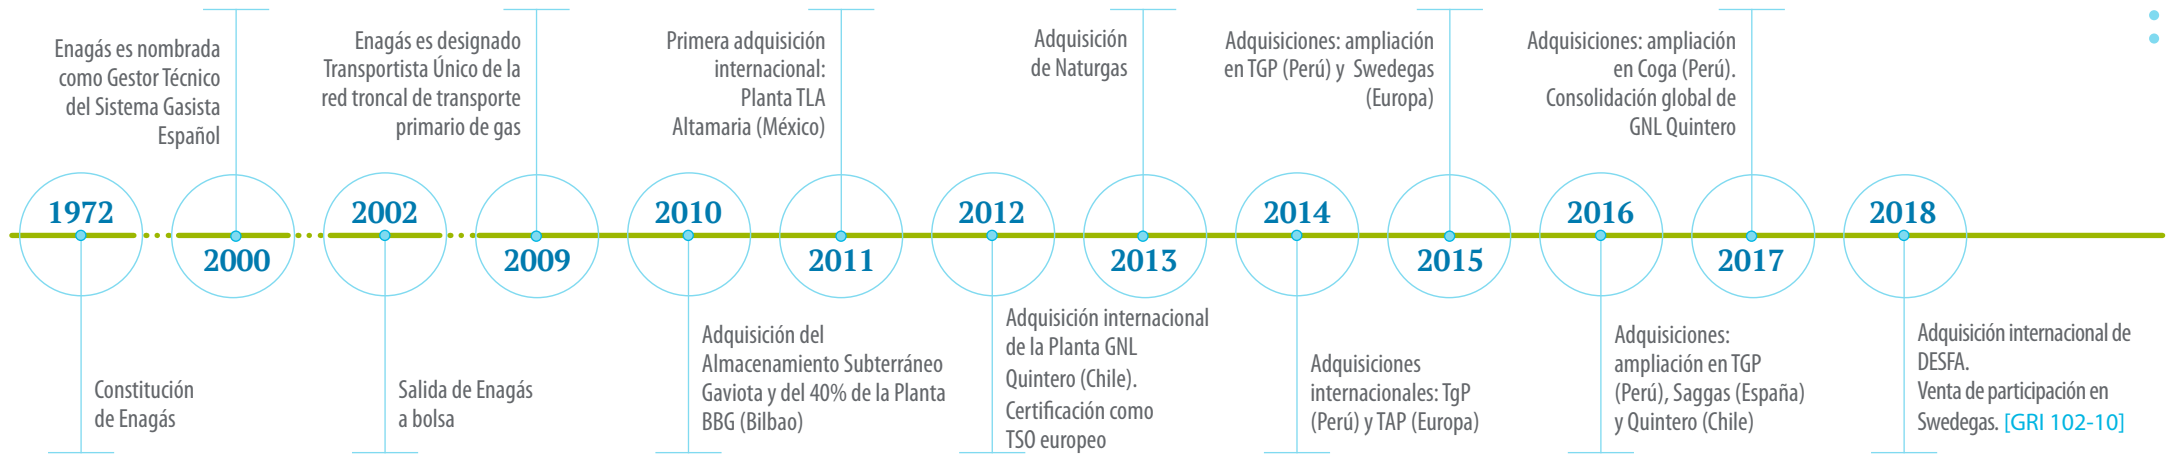 1972
Constitución
de Enagás
Enagás es nombrada
como Gestor Técnico
del Sistema Gasista
Español
2000
2002
Salida de Enagás
a bolsa
Enagás es designado
Transportista Único de la
red troncal de transporte
primario de gas
2009
2010
Adquisición del
Almacenamiento Subterráneo
Gaviota y del 40% de la Planta
BBG (Bilbao)
Primera adquisición
internacional:
Planta TLA
Altamaria (México)
2011
2012
Adquisición internacional
de la Planta GNL
Quintero (Chile).
Certificación como
TSO europeo
Adquisición
de Naturgas
2013
2014
Adquisiciones
internacionales: TgP
(Perú) y TAP (Europa)
Adquisiciones: ampliación
en TGP (Perú) y Swedegas
(Europa)
2015
2016
Adquisiciones:
ampliación en TGP
(Perú), Saggas (España)
y Quintero (Chile)
Adquisiciones: ampliación
en Coga (Perú).
Consolidación global de
GNL Quintero
2017
2018
Adquisición internacional de
DESFA.
Venta de participación en
Swedegas. [GRI 102-10]